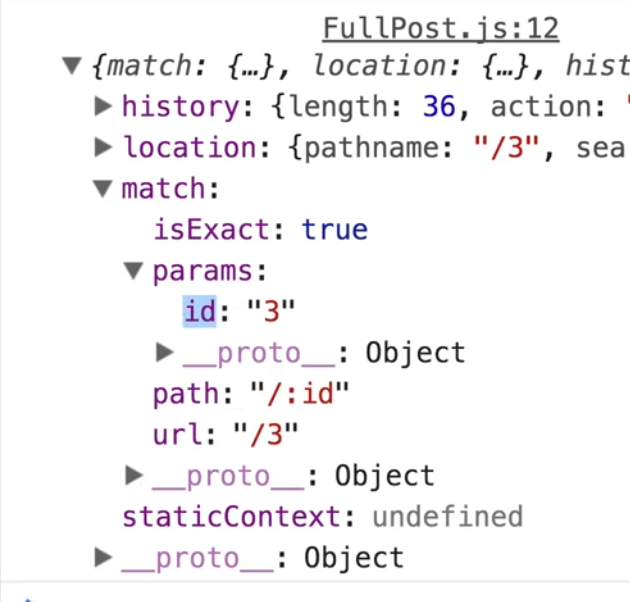 FullPost.js:12
▼ {match: {…}, location: {…}, hist
▶ history: {length: 36, action: "
▶ location: {pathname: "/3", sea
▼ match:
isExact: true
▼ params:
id: "3"
▶ __proto__: Object
path: "/:id"
url: "/3"
▶ __proto__: Object
staticContext: undefined
▶ __proto__: Object